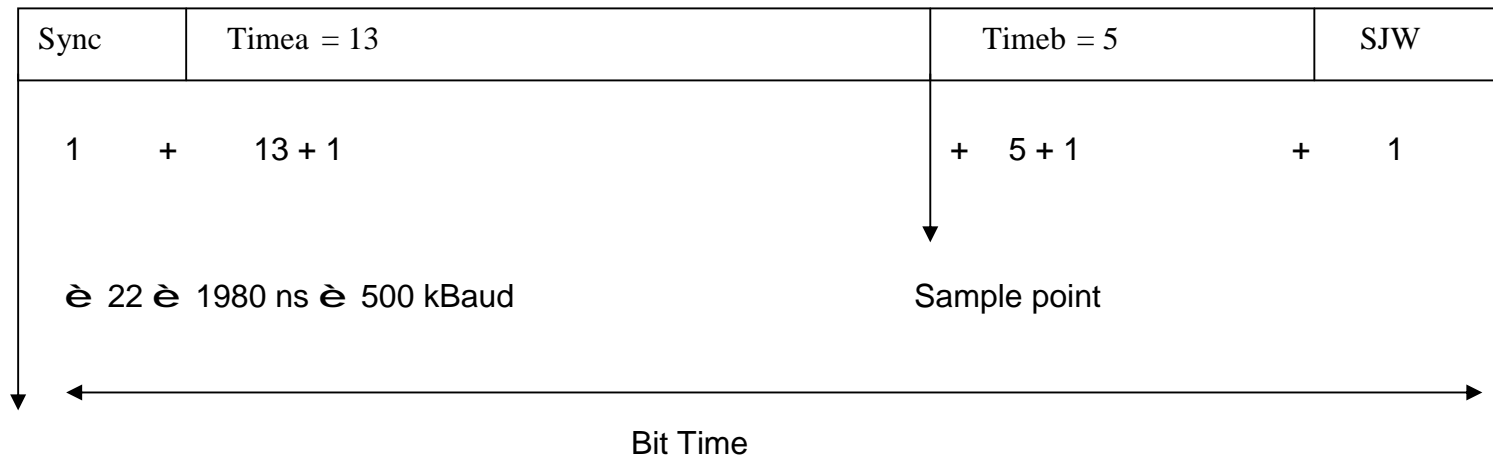 Sync Timea = 13 Timeb = 5 SJW
1 + 13 + 1 + 5 + 1 + 1
è 22 è 1980 ns è 500 kBaud Sample point
Bit Time